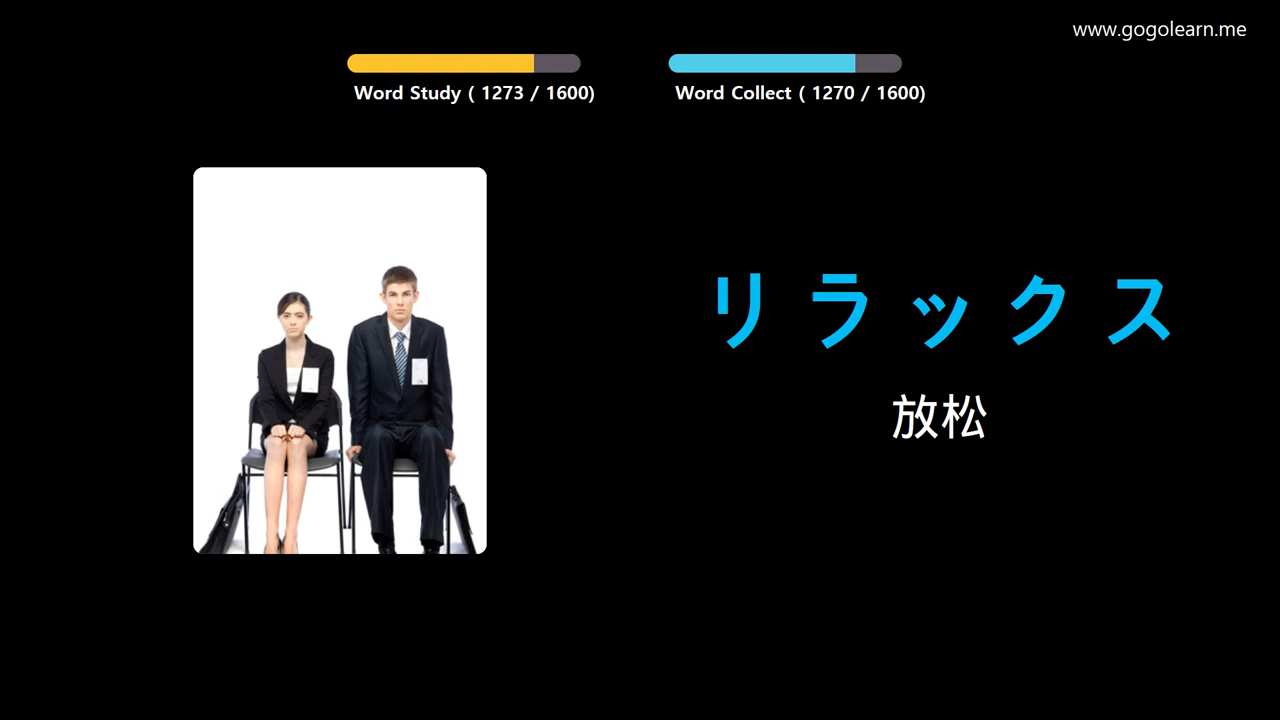 www.gogolearn.me
Word Study ( 1273 / 1600)
Word Collect ( 1270 / 1600)
リラックス
放松